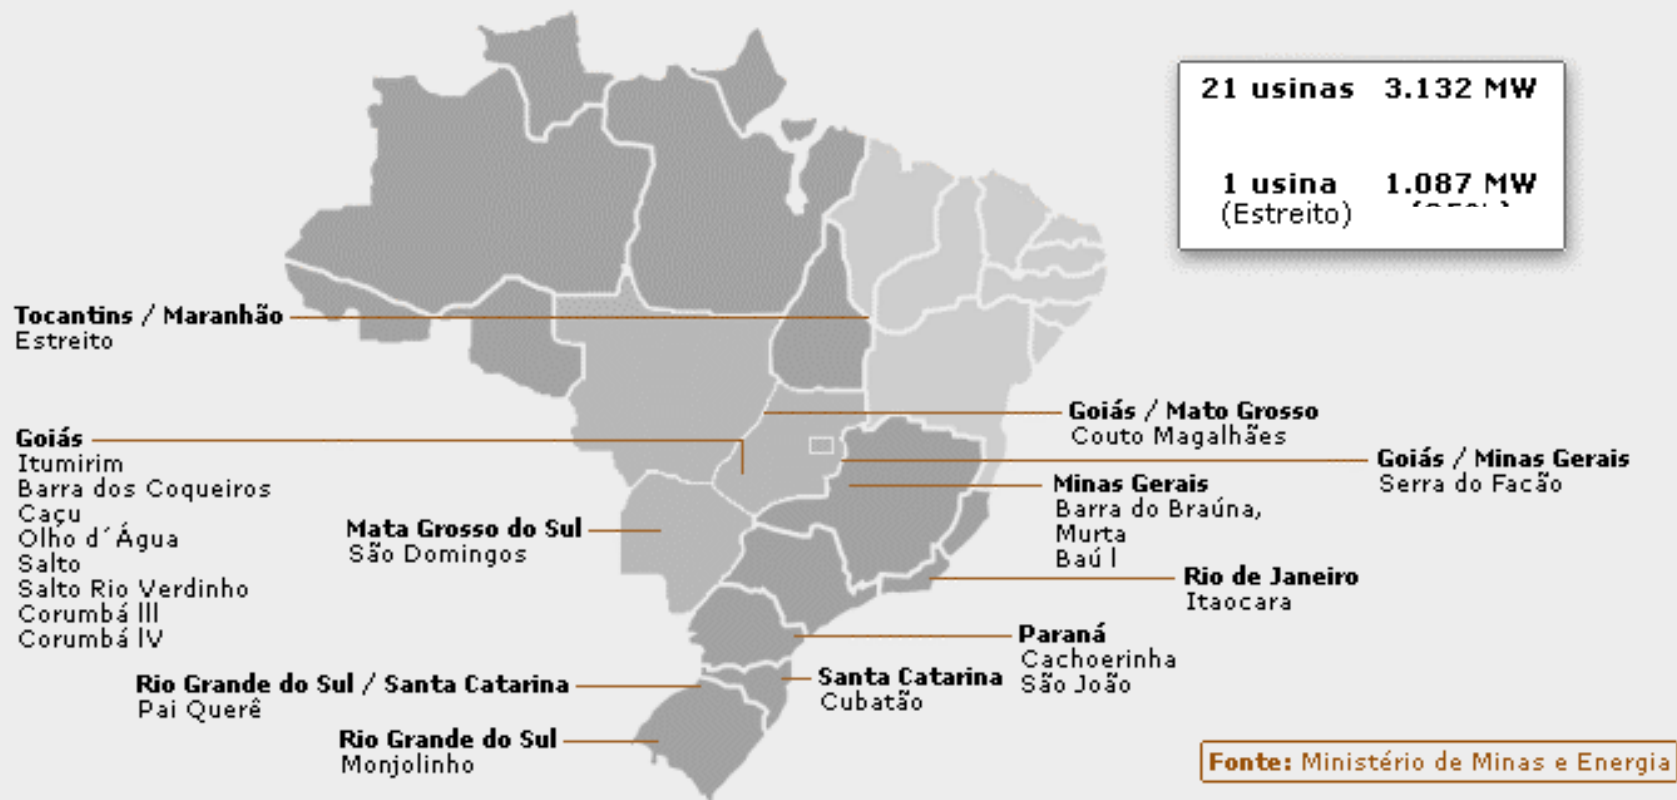 21 usinas 3.132 MW
1 usina 1.087 MW
(Estreito)
Tocantins / Maranhão
Estreito
Goiás / Mato Grosso
Couto Magalhães
Goiás
Itumirim
Barra dos Coqueiros
Caçu
Olho d´Água
Salto
Salto Rio Verdinho
Corumbá III
Corumbá IV
Goiás / Minas Gerais
Serra do Facão
Minas Gerais
Barra do Braúna,
Murta
Baú I
Mata Grosso do Sul
São Domingos
Rio de Janeiro
Itaocara
Paraná
Cachoerinha
São João
Santa Catarina
Cubatão
Rio Grande do Sul / Santa Catarina
Pai Querê
Rio Grande do Sul
Monjolinho
Fonte: Ministério de Minas e Energia